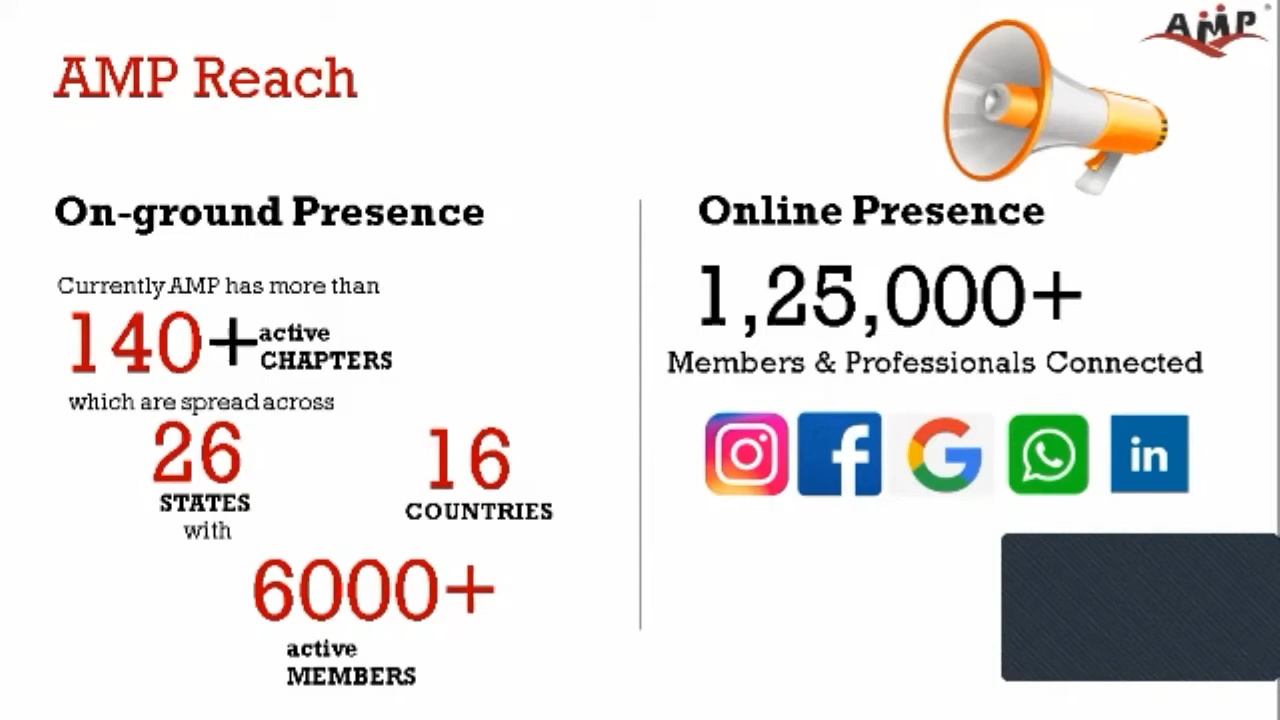 AMP
AMP Reach
On-ground Presence
Currently AMP has more than
140+ active
CHAPTERS
which are spread across
26
STATES
with
16
COUNTRIES
6000+
active
MEMBERS
Online Presence
1,25,000+
Members & Professionals Connected
in